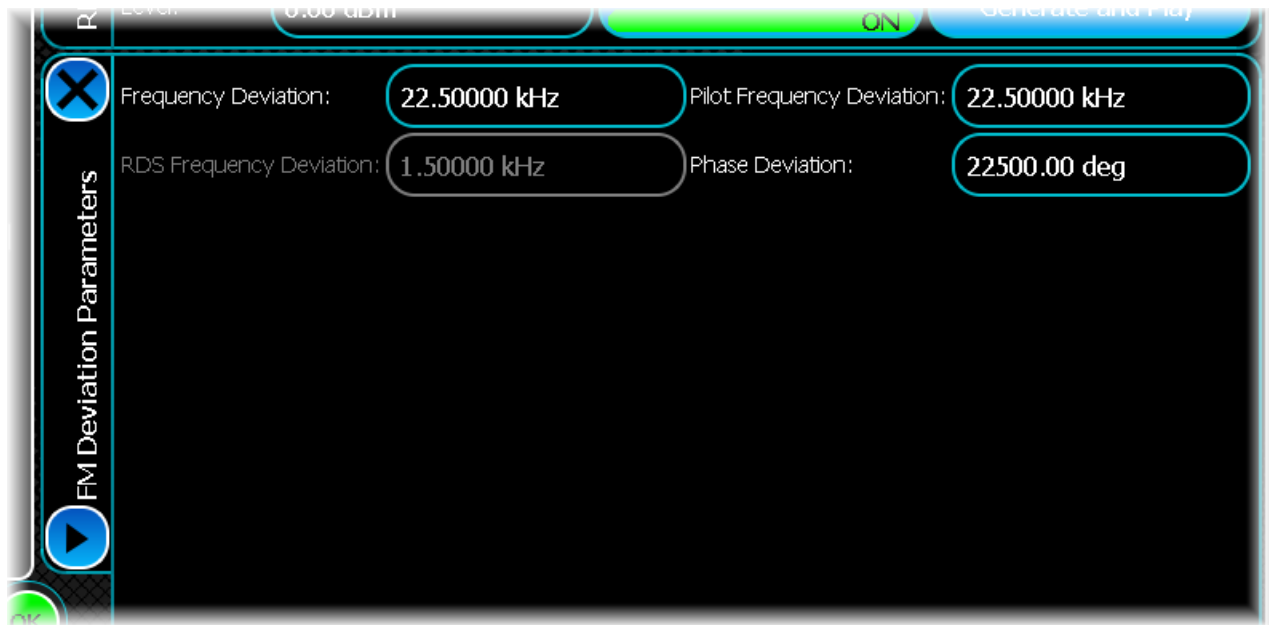 Level:
0.00 dBm
ON
Generate and Play
Frequency Deviation:
22.50000 kHz
Pilot Frequency Deviation:
22.50000 kHz
RDS Frequency Deviation:
1.50000 kHz
Phase Deviation:
22500.00 deg
FM Deviation Parameters
OK